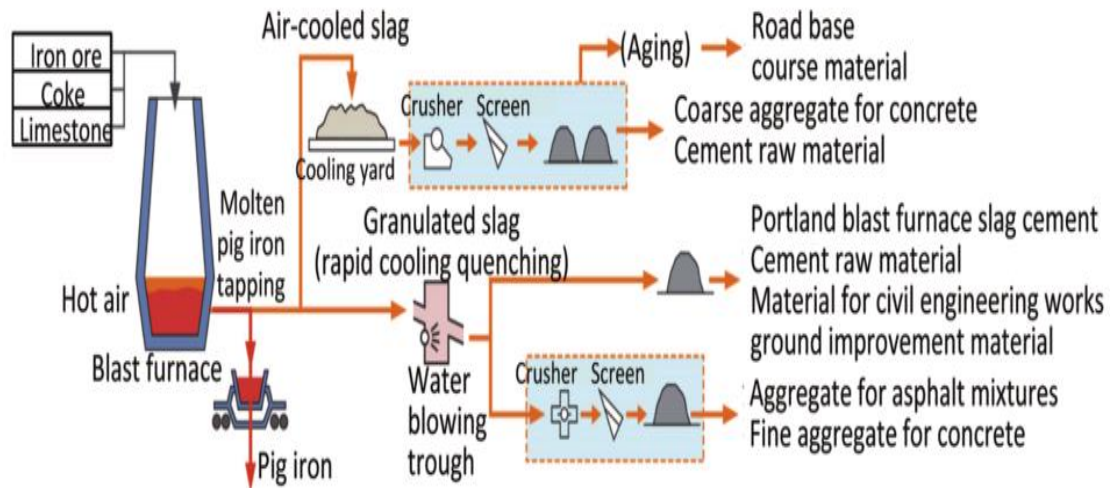 Iron ore
Coke
Limestone
Hot air
Blast furnace
Molten
pig iron
tapping
Pig iron
Air-cooled slag
Cooling yard
Crusher
Screen
(Aging)
Road base
course material
Coarse aggregate for concrete
Cement raw material
Granulated slag
(rapid cooling quenching)
Water
blowing
trough
Portland blast furnace slag cement
Cement raw material
Material for civil engineering works
ground improvement material
Crusher
Screen
Aggregate for asphalt mixtures
Fine aggregate for concrete